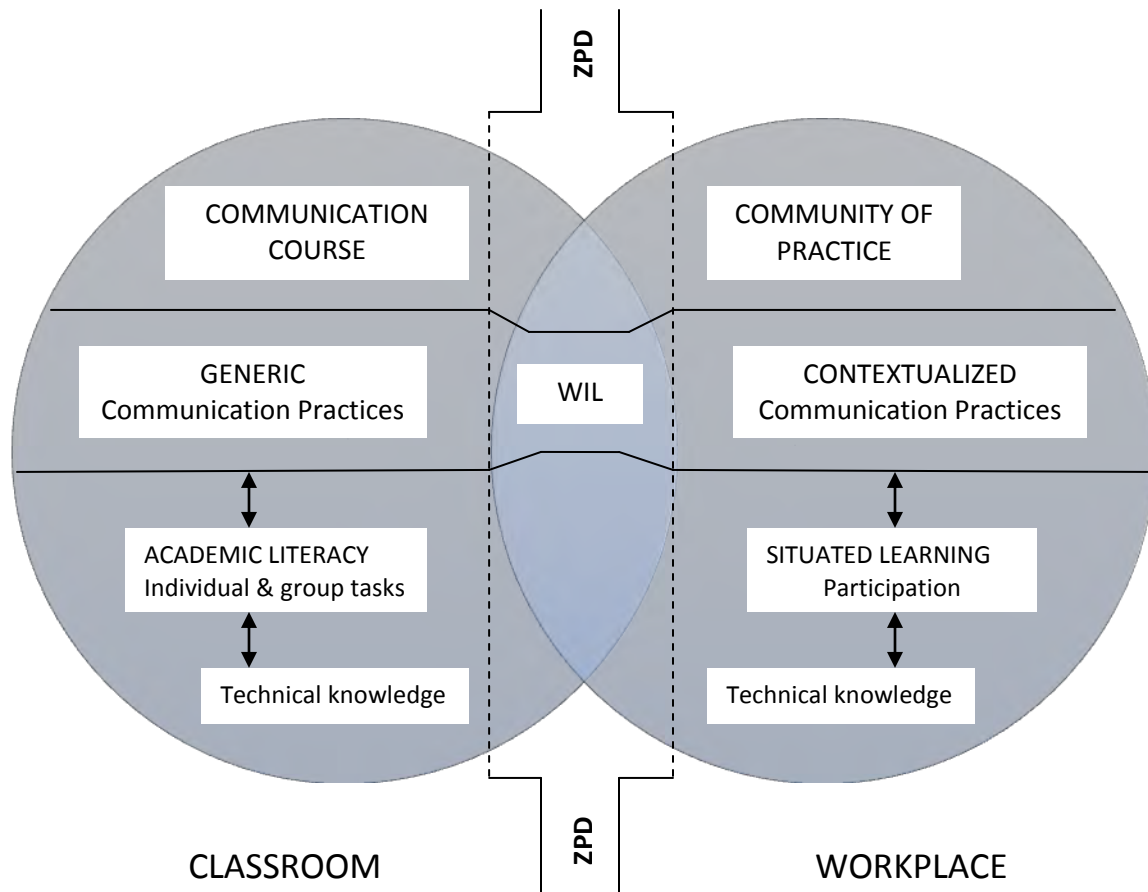 ZPD
COMMUNICATION
COURSE
COMMUNITY OF
PRACTICE
GENERIC
Communication Practices
WIL
CONTEXTUALIZED
Communication Practices
ACADEMIC LITERACY
Individual & group tasks
SITUATED LEARNING
Participation
Technical knowledge
Technical knowledge
ZPD
CLASSROOM
WORKPLACE